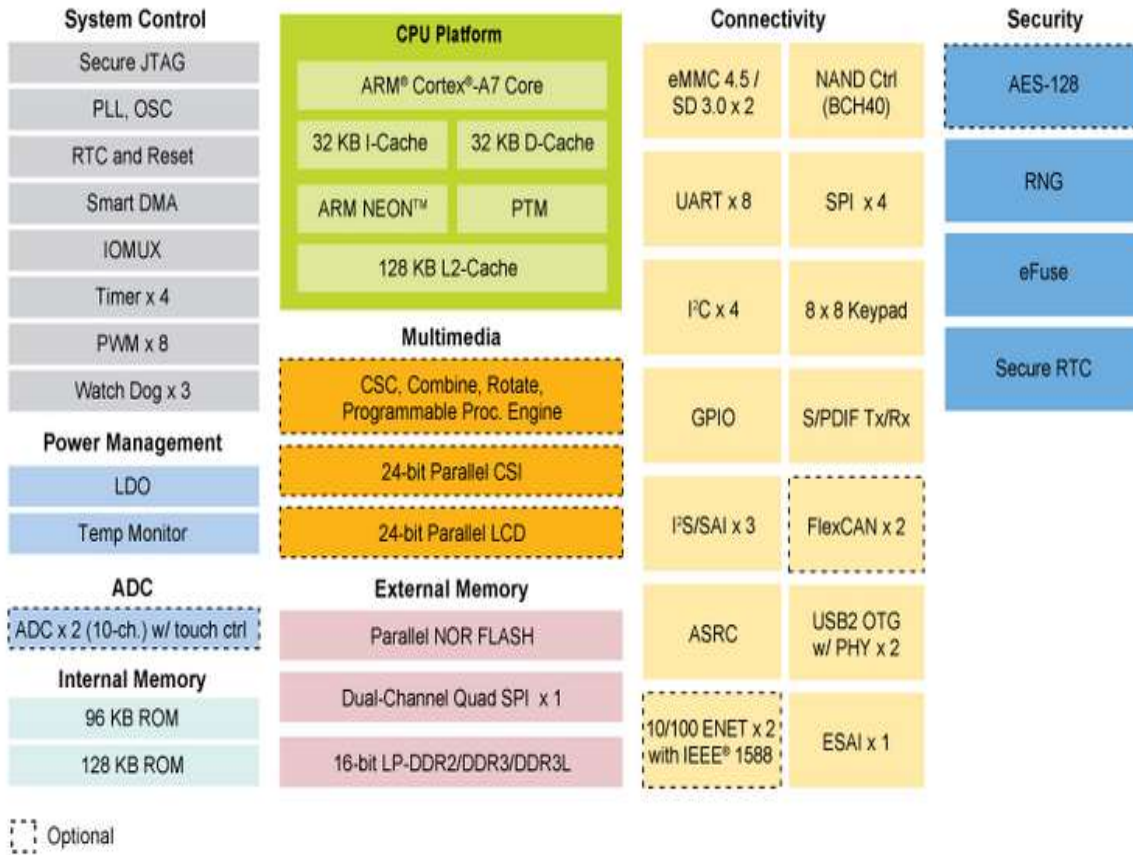 System Control
Secure JTAG
PLL, OSC
RTC and Reset
Smart DMA
IOMUX
Timer x 4
PWM x 8
Watch Dog x 3
Power Management
LDO
Temp Monitor
ADC
ADC x 2 (10-ch.) w/ touch ctrl
Internal Memory
96 KB ROM
128 KB ROM
CPU Platform
ARM® Cortex®-A7 Core
32 KB I-Cache
32 KB D-Cache
ARM NEON™
PTM
128 KB L2-Cache
Multimedia
CSC, Combine, Rotate,
Programmable Proc. Engine
24-bit Parallel CSI
24-bit Parallel LCD
External Memory
Parallel NOR FLASH
Dual-Channel Quad SPI x 1
16-bit LP-DDR2/DDR3/DDR3L
Connectivity
eMMC 4.5 /
SD 3.0 x 2
NAND Ctrl
(BCH40)
UART x 8
SPI x 4
I²C x 4
8 x 8 Keypad
GPIO
S/PDIF Tx/Rx
I²S/SAI x 3
FlexCAN x 2
ASRC
USB2 OTG
w/ PHY x 2
10/100 ENET x 2
with IEEE® 1588
ESAI x 1
Security
AES-128
RNG
eFuse
Secure RTC
Optional